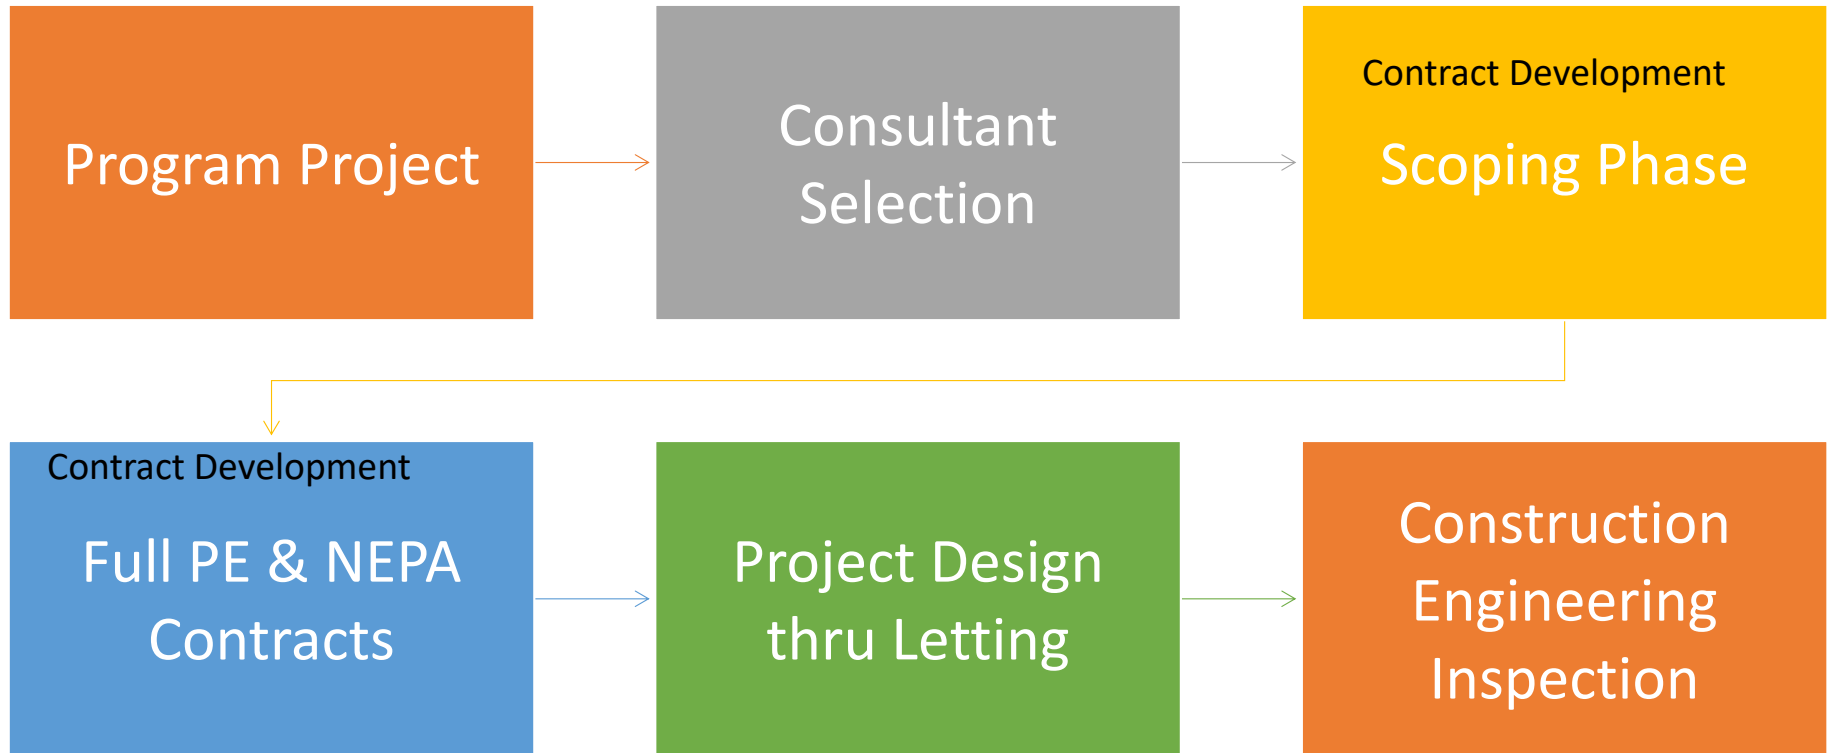 Program Project
Consultant
Selection
Contract Development
Scoping Phase
Contract Development
Full PE & NEPA
Contracts
Project Design
thru Letting
Construction
Engineering
Inspection